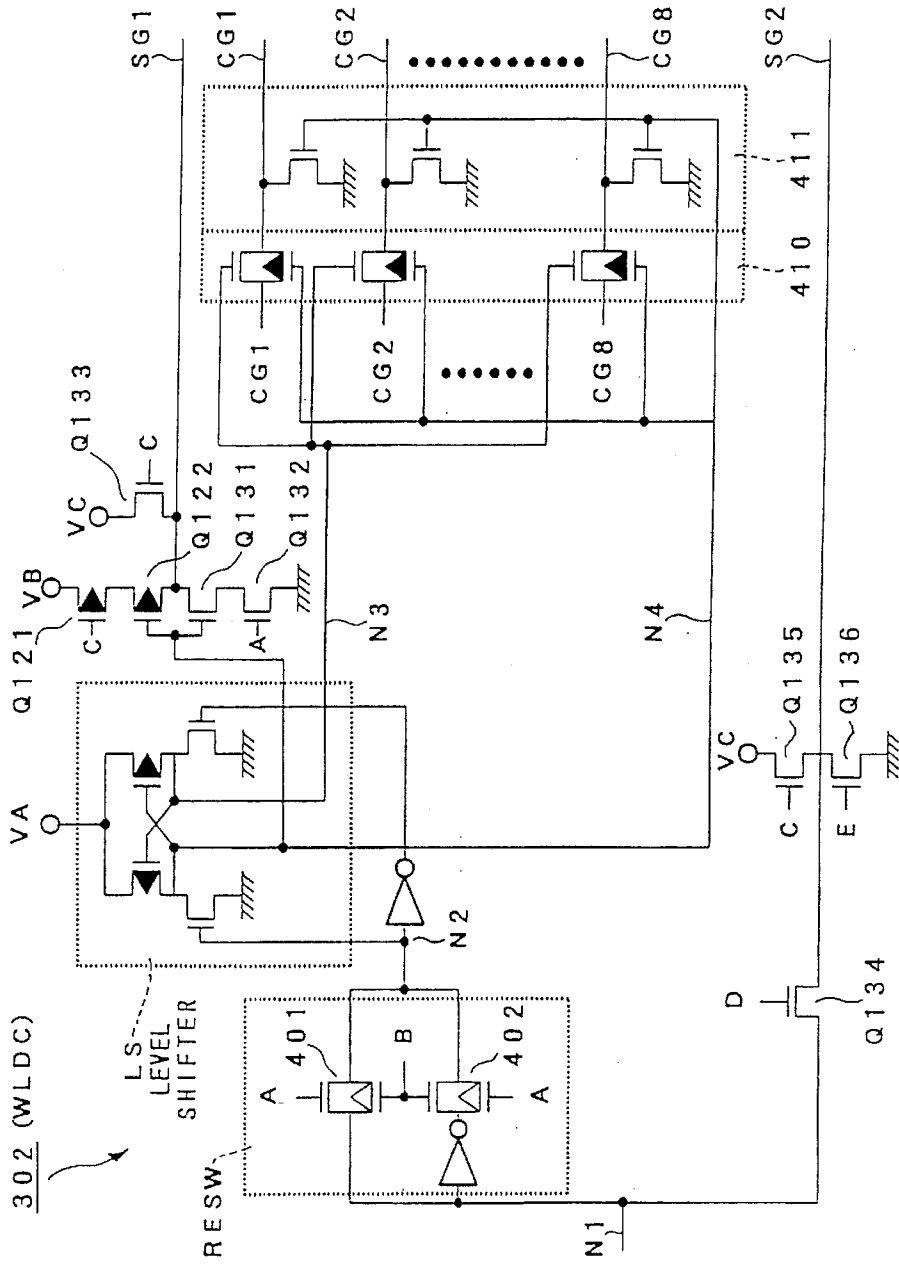 302 (WLDC)
LS
LEVEL
SHIFTER
VA
Q121
VB
C
VC
Q133
C
Q122
Q131
Q132
A
SG1
CG1
CG2
CG8
SG2
CG1
CG2
CG8
410
411
N3
N4
N2
RESW
A
401
B
402
A
N1
D
Q134
VC
C
Q135
E
Q136